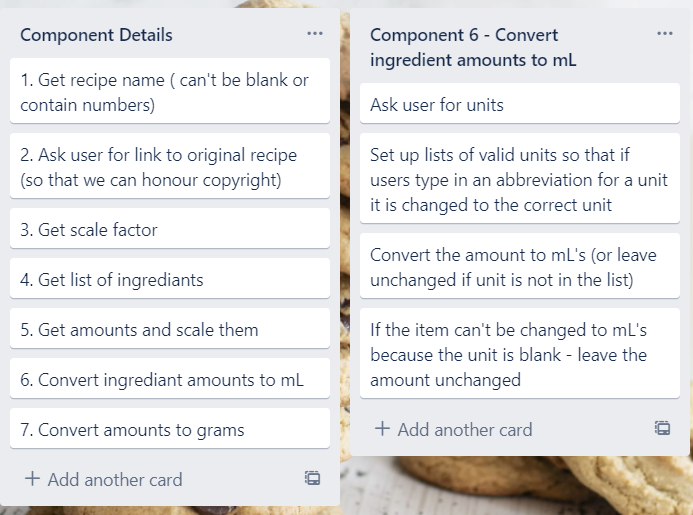 Component Details
1. Get recipe name ( can't be blank or
contain numbers)
2. Ask user for link to original recipe
(so that we can honour copyright)
3. Get scale factor
4. Get list of ingrediants
5. Get amounts and scale them
6. Convert ingrediant amounts to mL
7. Convert amounts to grams
+ Add another card
Component 6 - Convert
ingredient amounts to mL
Ask user for units
Set up lists of valid units so that if
users type in an abbreviation for a unit
it is changed to the correct unit
Convert the amount to mL's (or leave
unchanged if unit is not in the list)
If the item can't be changed to mL's
because the unit is blank - leave the
amount unchanged
+ Add another card